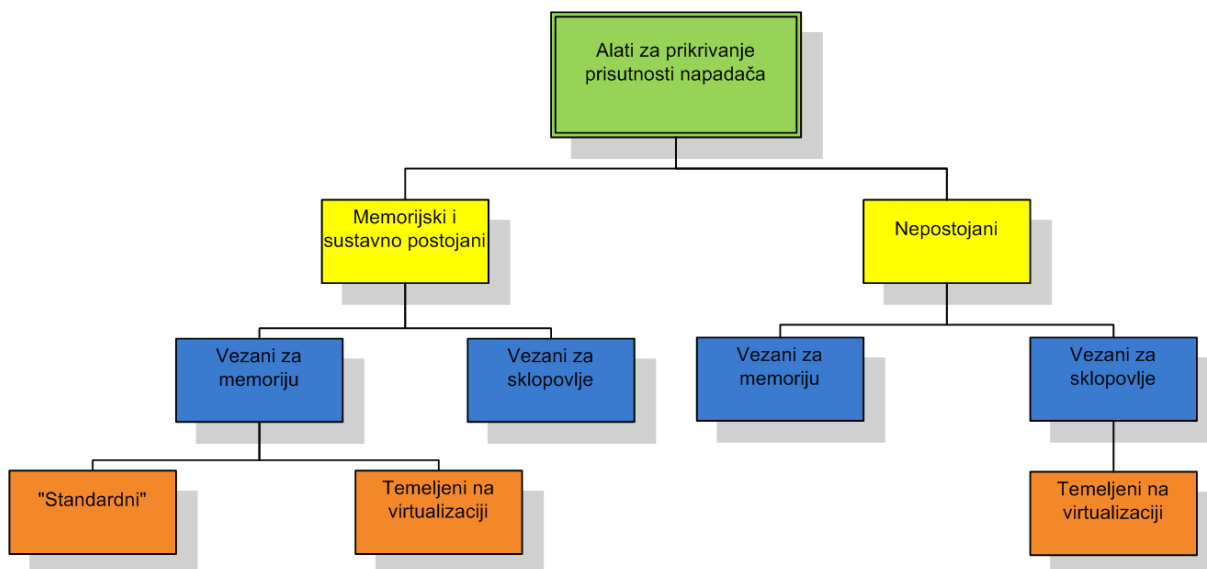 Alati za prikrivanje
prisutnosti napadača
Memorijski i
sustavno postojani
Nepostojani
Vezani za
memoriju
Vezani za
sklopovlje
Vezani za
memoriju
Vezani za
sklopovlje
"Standardni"
Temeljeni na
virtualizaciji
Temeljeni na
virtualizaciji